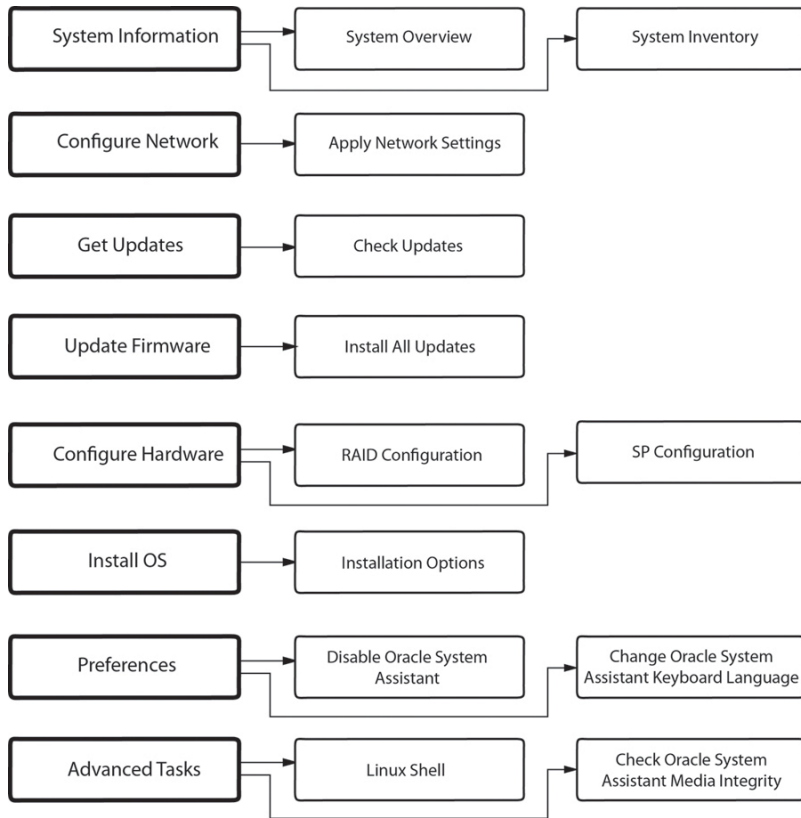 System Information
System Overview
System Inventory
Configure Network
Apply Network Settings
Get Updates
Check Updates
Update Firmware
Install All Updates
Configure Hardware
RAID Configuration
SP Configuration
Install OS
Installation Options
Preferences
Disable Oracle System
Assistant
Change Oracle System
Assistant Keyboard Language
Advanced Tasks
Linux Shell
Check Oracle System
Assistant Media Integrity